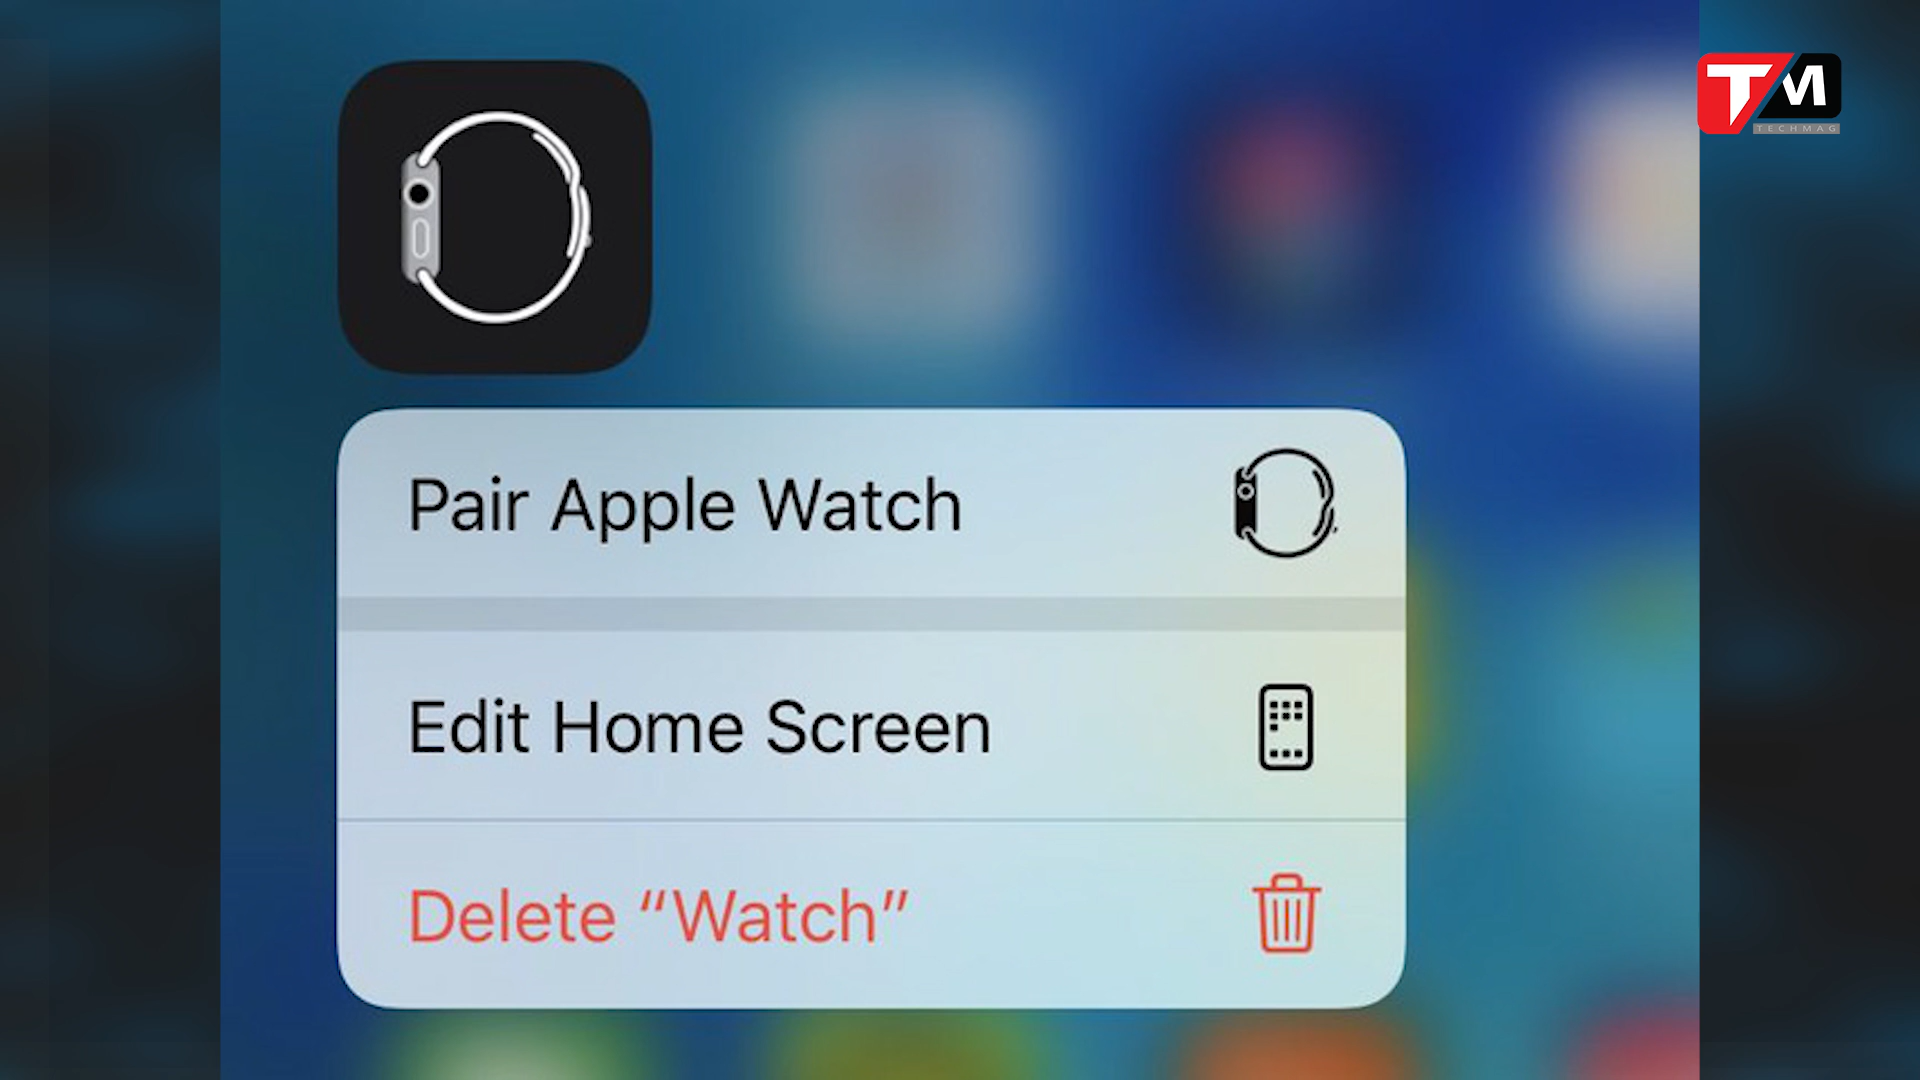 TM
TECHMAG
Pair Apple Watch
Edit Home Screen
Delete “Watch”